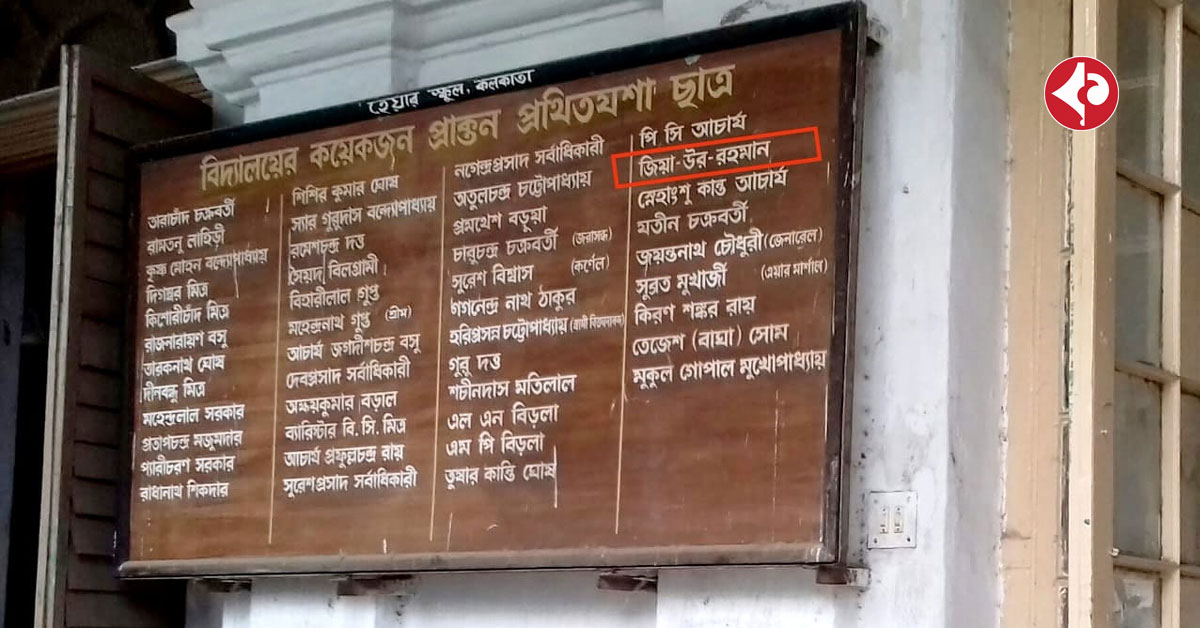 হেয়ার স্কুল, কলকাতা
বিদ্যালয়ের কয়েকজন প্রাক্তন প্রথিতযশা ছাত্র
তারাচাঁদ চক্রবর্তী
রামতনু লাহিড়ী
কৃষ্ণ মোহন বন্দ্যোপাধ্যায়
দিগম্বর মিত্র
কিশোরীচাঁদ মিত্র
রাজনারায়ণ বসু
তারকনাথ ঘোষ
দীনবন্ধু মিত্র
মহেন্দ্রলাল সরকার
প্রতাপচন্দ্র মজুমদার
প্যারীচরণ সরকার
রাধানাথ শিকদার
শিশির কুমার ঘোষ
স্যার গুরুদাস বন্দ্যোপাধ্যায়
রমেশচন্দ্র দত্ত
সৈয়দ বিলগ্রামী
বিহারীলাল গুপ্ত
মহেন্দ্রনাথ গুপ্ত (শ্রীম)
আচার্য জগদীশচন্দ্র বসু
দেবপ্রসাদ সর্বাধিকারী
অক্ষয়কুমার বড়াল
ব্যারিস্টার বি. সি. মিত্র
আচার্য প্রফুল্লচন্দ্র রায়
সুরেশপ্রসাদ সর্বাধিকারী
নগেন্দ্রপ্রসাদ সর্বাধিকারী
অতুলচন্দ্র চট্টোপাধ্যায়
প্রমথেশ বড়ুয়া
চারুচন্দ্র চক্রবর্তী (জরাসন্ধ)
সুরেশ বিশ্বাস (কর্ণেল)
গগনেন্দ্র নাথ ঠাকুর
হরিপ্রসন্ন চট্টোপাধ্যায়
গুরু দত্ত
শচীনদাস মতিলাল
এল এন বিড়লা
এম পি বিড়লা
তুষার কান্তি ঘোষ
পি সি আচার্য
জিয়া-উর-রহমান
স্নেহাংশু কান্ত আচার্য
যতীন চক্রবর্তী
জয়ন্তনাথ চৌধুরী (জেনারেল)
সুব্রত মুখার্জী (এয়ার মার্শাল)
কিরণ শঙ্কর রায়
তেজেশ (বাঘা) সোম
মুকুল গোপাল মুখোপাধ্যায়